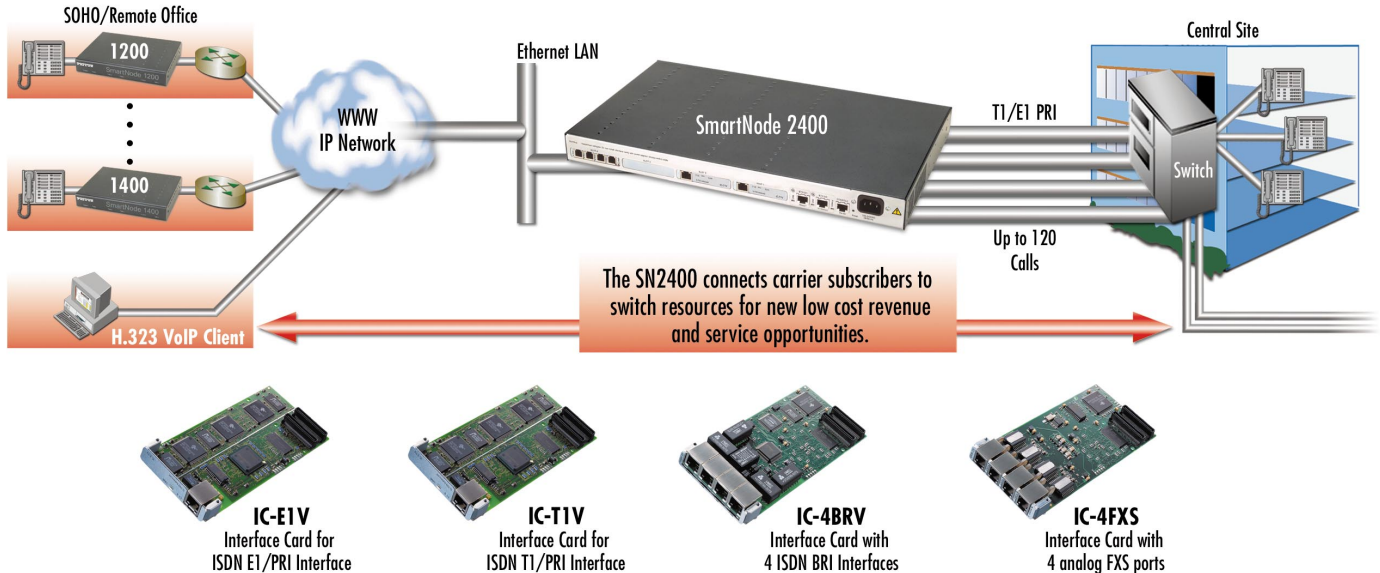 SOHO/Remote Office
1200
SmartNode 1200
1400
SmartNode 1400
H.323 VoIP Client
WWW
IP Network
Ethernet LAN
SmartNode 2400
T1/E1 PRI
Up to 120
Calls
Central Site
Switch
The SN2400 connects carrier subscribers to
switch resources for new low cost revenue
and service opportunities.
IC-E1V
Interface Card for
ISDN E1/PRI Interface
IC-T1V
Interface Card for
ISDN T1/PRI Interface
IC-4BRV
Interface Card with
4 ISDN BRI Interfaces
IC-4FXS
Interface Card with
4 analog FXS ports